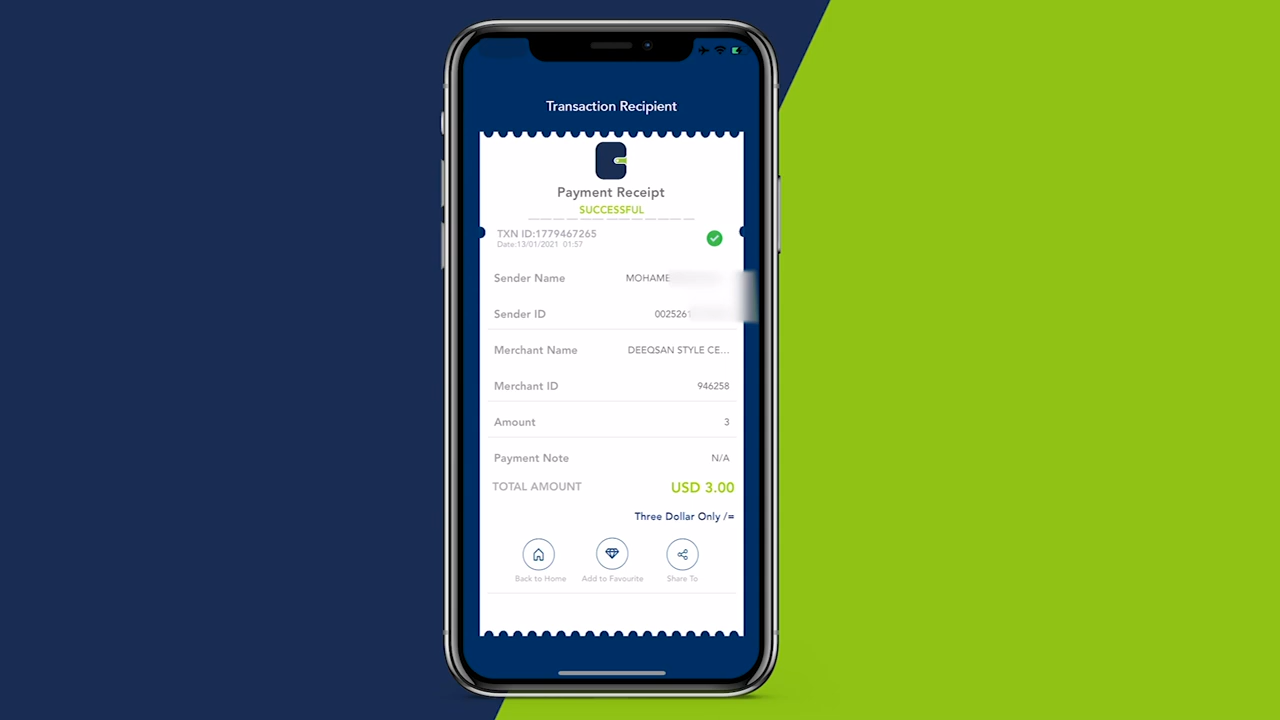 Transaction Recipient
Payment Receipt
SUCCESSFUL
TXN ID:1779467265
Date:13/01/2021 01:57
Sender Name MOHAME
Sender ID 0025261
Merchant Name DEEQSAN STYLE CE...
Merchant ID 946258
Amount 3
Payment Note N/A
TOTAL AMOUNT USD 3.00
Three Dollar Only /=
Back to Home Add to Favourite Share To